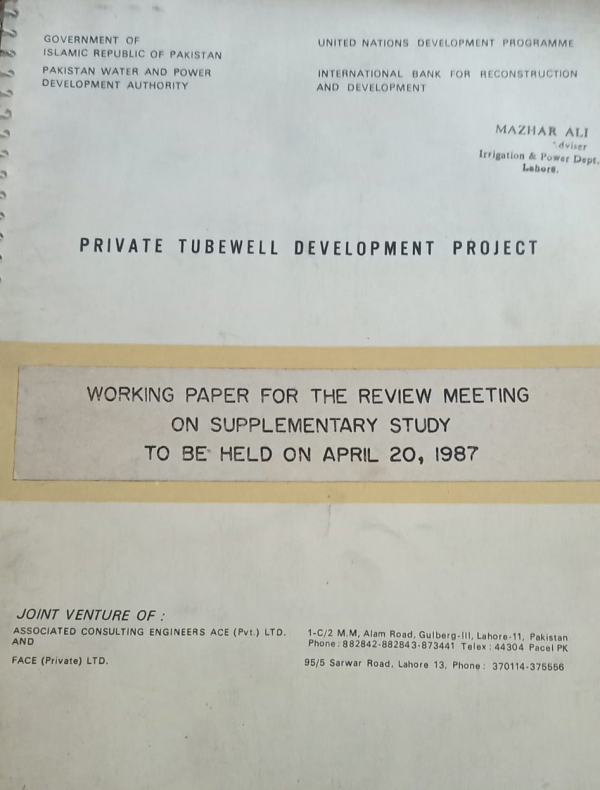 GOVERNMENT OF
ISLAMIC REPUBLIC OF PAKISTAN
PAKISTAN WATER AND POWER
DEVELOPMENT AUTHORITY
UNITED NATIONS DEVELOPMENT PROGRAMME
INTERNATIONAL BANK FOR RECONSTRUCTION
AND DEVELOPMENT
MAZHAR ALI
Adviser
Irrigation & Power Dept.
Lahore.
PRIVATE TUBEWELL DEVELOPMENT PROJECT
WORKING PAPER FOR THE REVIEW MEETING
ON SUPPLEMENTARY STUDY
TO BE HELD ON APRIL 20, 1987
JOINT VENTURE OF :
ASSOCIATED CONSULTING ENGINEERS ACE (Pvt.) LTD.
AND
FACE (Private) LTD.
1-C/2 M.M, Alam Road, Gulberg-III, Lahore-11, Pakistan
Phone: 882842-882843-873441 Telex: 44304 Pacel PK
95/5 Sarwar Road, Lahore 13, Phone: 370114-375556